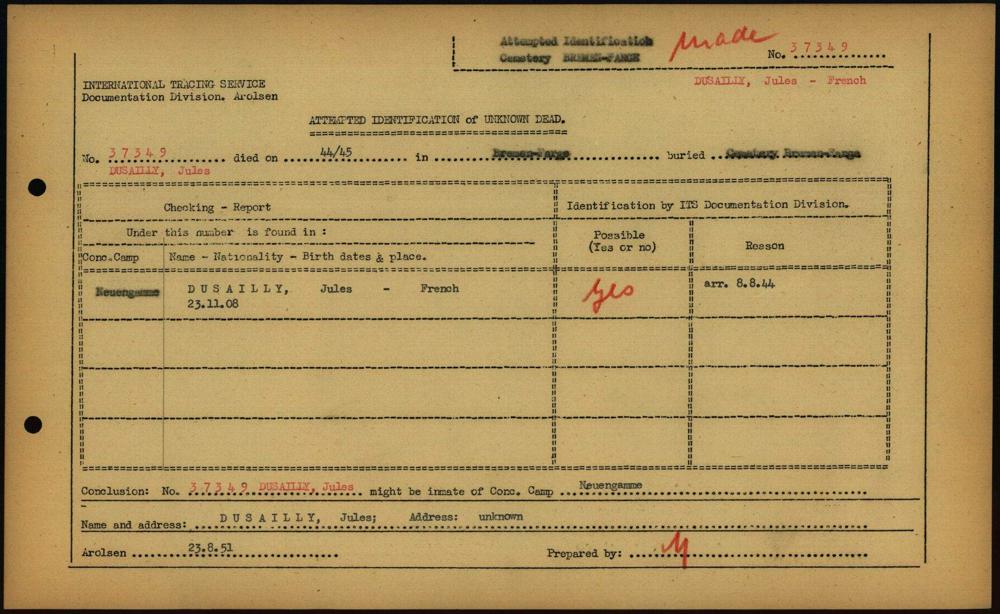 Attempted Identification made
Cemetery BREMEN-FARGE No. 37349
DUSAILLY, Jules - French
INTERNATIONAL TRACING SERVICE
Documentation Division. Arolsen
ATTEMPTED IDENTIFICATION of UNKNOWN DEAD.
No. 37349 died on 44/45 in Bremen-Farge buried Cemetery Bremen-Farge
DUSAILLY, Jules
Checking - Report
Identification by ITS Documentation Division.
Under this number is found in :
Possible (Yes or no)
Reason
Conc.Camp Name - Nationality - Birth dates & place.
Neuengamme DUSAILLY, Jules - French yes arr. 8.8.44
23.11.08
Conclusion: No. 37349 DUSAILLY, Jules might be inmate of Conc. Camp Neuengamme
Name and address: DUSAILLY, Jules; Address: unknown
Arolsen 23.8.51 Prepared by: